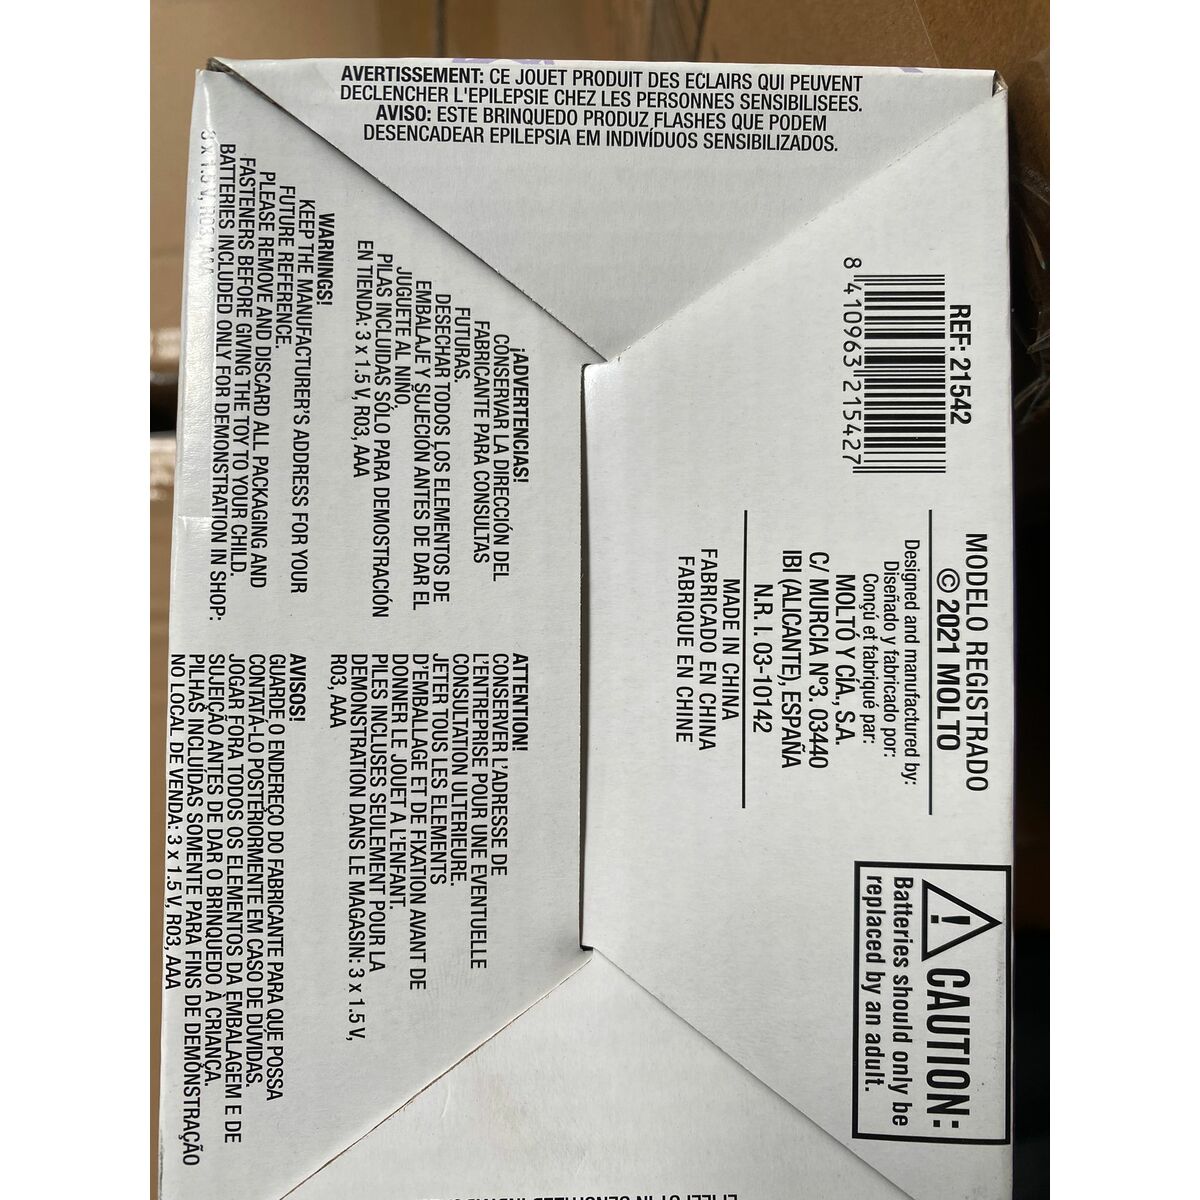 AVERTISSEMENT: CE JOUET PRODUIT DES ECLAIRS QUI PEUVENT
DECLENCHER L'EPILEPSIE CHEZ LES PERSONNES SENSIBILISEES.
AVISO: ESTE BRINQUEDO PRODUZ FLASHES QUE PODEM
DESENCADEAR EPILEPSIA EM INDIVÍDUOS SENSIBILIZADOS.
REF: 21542
8 410963 215427
MODELO REGISTRADO
© 2021 MOLTO
Designed and manufactured by:
Diseñado y fabricado por:
Conçù et fabriqué par:
MOLTÓ Y CÍA., S.A.
C/ MURCIA Nº3. 03440
IBI (ALICANTE), ESPAÑA
N.R.I. 03-10142
MADE IN CHINA
FABRICADO EN CHINA
FABRIQUE EN CHINE
CAUTION:
Batteries should only be
replaced by an adult.
¡ADVERTENCIAS!
CONSERVAR LA DIRECCIÓN DEL
FABRICANTE PARA CONSULTAS
FUTURAS.
DESECHAR TODOS LOS ELEMENTOS DE
EMBALAJE Y SUJECIÓN ANTES DE DAR EL
JUGUETE AL NIÑO.
PILAS INCLUIDAS SÓLO PARA DEMOSTRACIÓN
EN TIENDA: 3 x 1.5 V, R03, AAA
WARNINGS!
KEEP THE MANUFACTURER'S ADDRESS FOR YOUR
FUTURE REFERENCE.
PLEASE REMOVE AND DISCARD ALL PACKAGING AND
FASTENERS BEFORE GIVING THE TOY TO YOUR CHILD.
BATTERIES INCLUDED ONLY FOR DEMONSTRATION IN SHOP:
3 x 1.5 V, R03, AAA
ATTENTION!
CONSERVER L'ADRESSE DE
L'ENTREPRISE POUR UNE EVENTUELLE
CONSULTATION ULTERIEURE.
JETER TOUS LES ELEMENTS
D'EMBALLAGE ET DE FIXATION AVANT DE
DONNER LE JOUET A L'ENFANT.
PILES INCLUSES SEULEMENT POUR LA
DEMONSTRATION DANS LE MAGASIN: 3 x 1.5 V,
R03, AAA
AVISOS!
GUARDE O ENDEREÇO DO FABRICANTE PARA QUE POSSA
CONTATÁ-LO POSTERIORMENTE EM CASO DE DÚVIDAS.
JOGAR FORA TODOS OS ELEMENTOS DA EMBALAGEM E DE
SUJEIÇÃO ANTES DE DAR O BRINQUEDO À CRIANÇA.
PILHAS INCLUÍDAS SOMENTE PARA FINS DE DEMONSTRAÇÃO
NO LOCAL DE VENDA: 3 x 1.5 V, R03, AAA